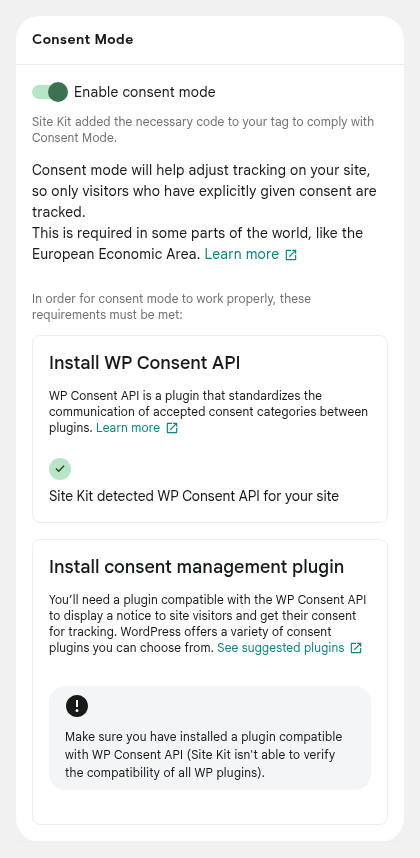 Consent Mode
Enable consent mode
Site Kit added the necessary code to your tag to comply with
Consent Mode.
Consent mode will help adjust tracking on your site,
so only visitors who have explicitly given consent are
tracked.
This is required in some parts of the world, like the
European Economic Area. Learn more
In order for consent mode to work properly, these
requirements must be met:
Install WP Consent API
WP Consent API is a plugin that standardizes the
communication of accepted consent categories between
plugins. Learn more
Site Kit detected WP Consent API for your site
Install consent management plugin
You’ll need a plugin compatible with the WP Consent API
to display a notice to site visitors and get their consent
for tracking. WordPress offers a variety of consent
plugins you can choose from. See suggested plugins
Make sure you have installed a plugin compatible
with WP Consent API (Site Kit isn't able to verify
the compatibility of all WP plugins).